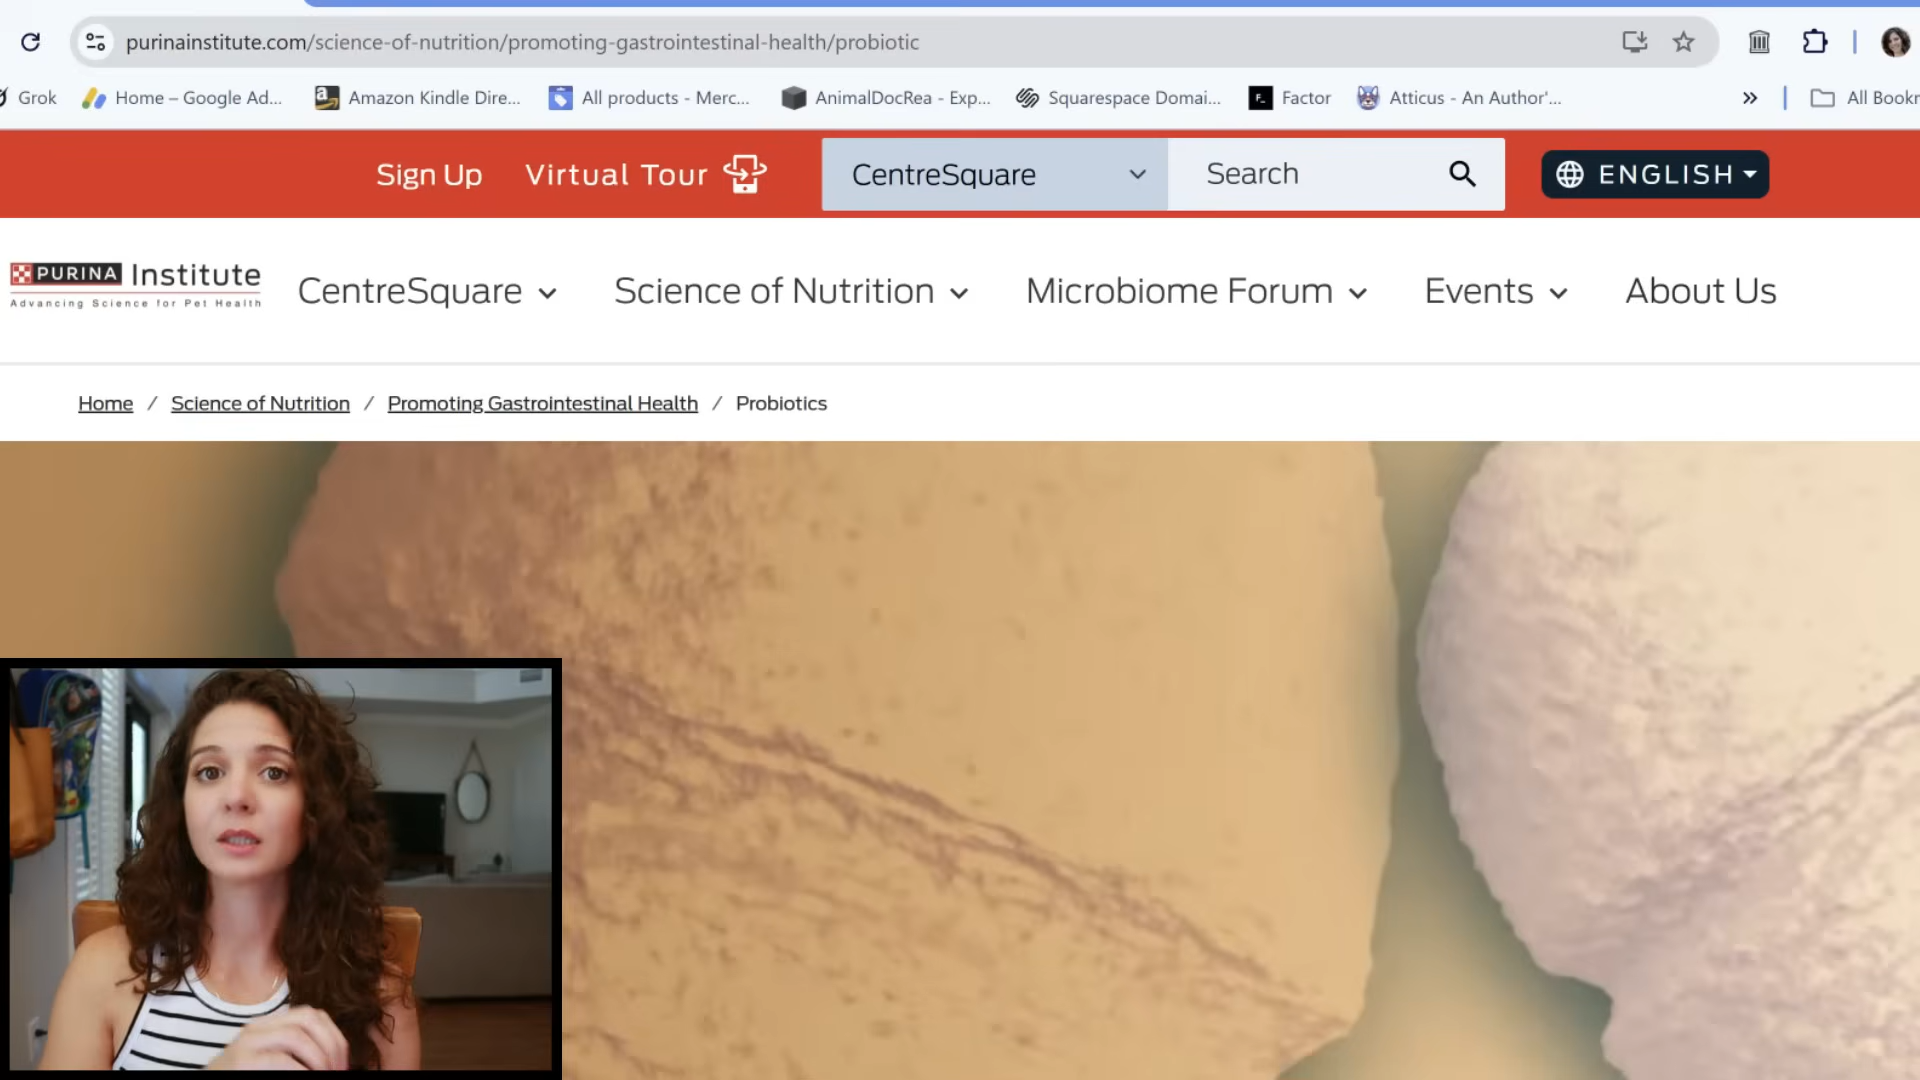 purinainstitute.com/science-of-nutrition/promoting-gastrointestinal-health/probiotic
Grok
Home – Google Ad...
Amazon Kindle Dire...
All products - Merc...
AnimalDocRea - Exp...
Squarespace Domai...
F_
Factor
Atticus - An Author'...
All Bookr
Sign Up
Virtual Tour
CentreSquare
Search
ENGLISH
PURINA Institute
Advancing Science for Pet Health
CentreSquare
Science of Nutrition
Microbiome Forum
Events
About Us
Home / Science of Nutrition / Promoting Gastrointestinal Health / Probiotics